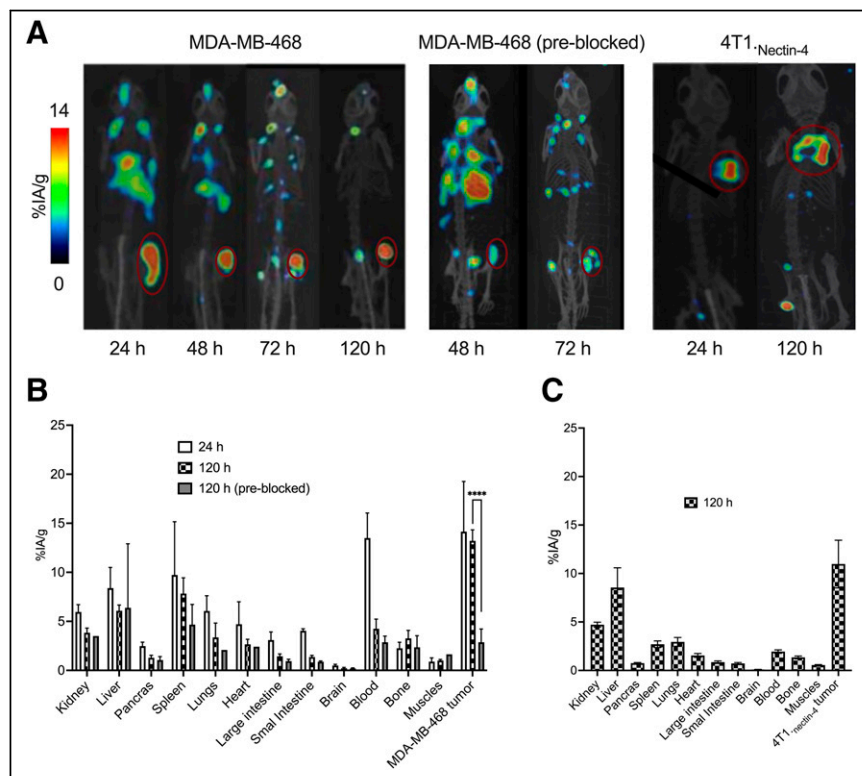 A
MDA-MB-468
MDA-MB-468 (pre-blocked)
4T1.Nectin-4
14
%IA/g
0
24 h
48 h
72 h
120 h
48 h
72 h
24 h
120 h
B
25
20
15
10
5
0
%IA/g
24 h
120 h
120 h (pre-blocked)
****
Kidney
Liver
Pancras
Spleen
Lungs
Heart
Large intestine
Smal Intestine
Brain
Blood
Bone
Muscles
MDA-MB-468 tumor
C
25
20
15
10
5
0
%IA/g
120 h
Kidney
Liver
Pancras
Spleen
Lungs
Heart
Large intestine
Smal Intestine
Brain
Blood
Bone
Muscles
4T1.nectin-4 tumor